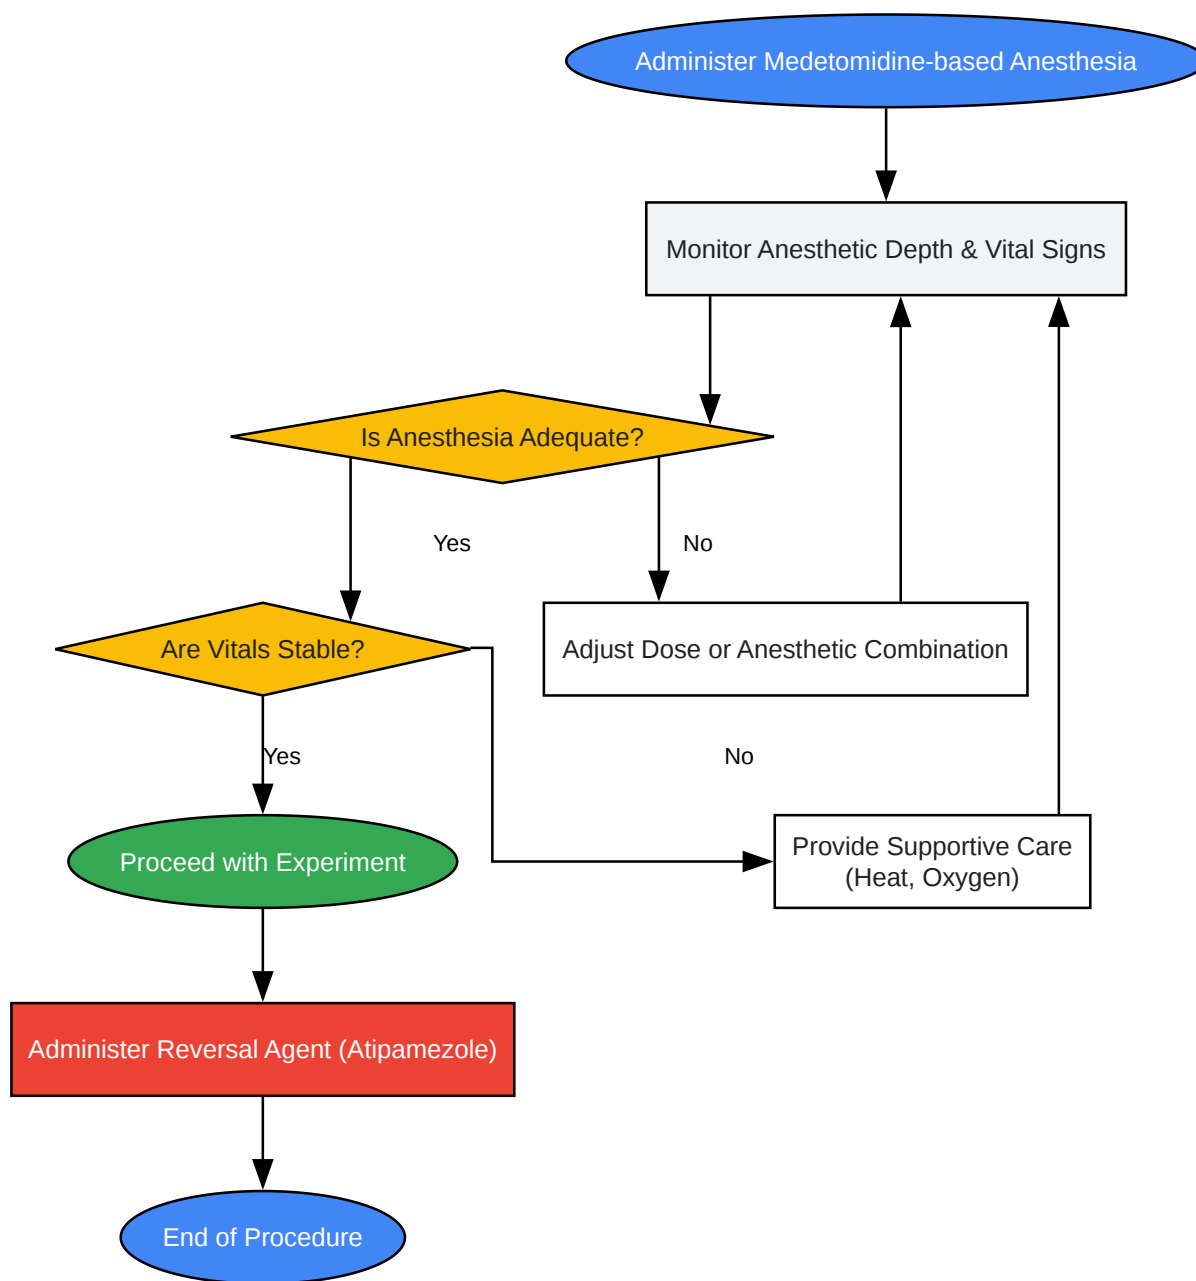 Administer Medetomidine-based Anesthesia
Monitor Anesthetic Depth & Vital Signs
Is Anesthesia Adequate?
Yes
No
Are Vitals Stable?
Adjust Dose or Anesthetic Combination
Yes
No
Proceed with Experiment
Provide Supportive Care
(Heat, Oxygen)
Administer Reversal Agent (Atipamezole)
End of Procedure